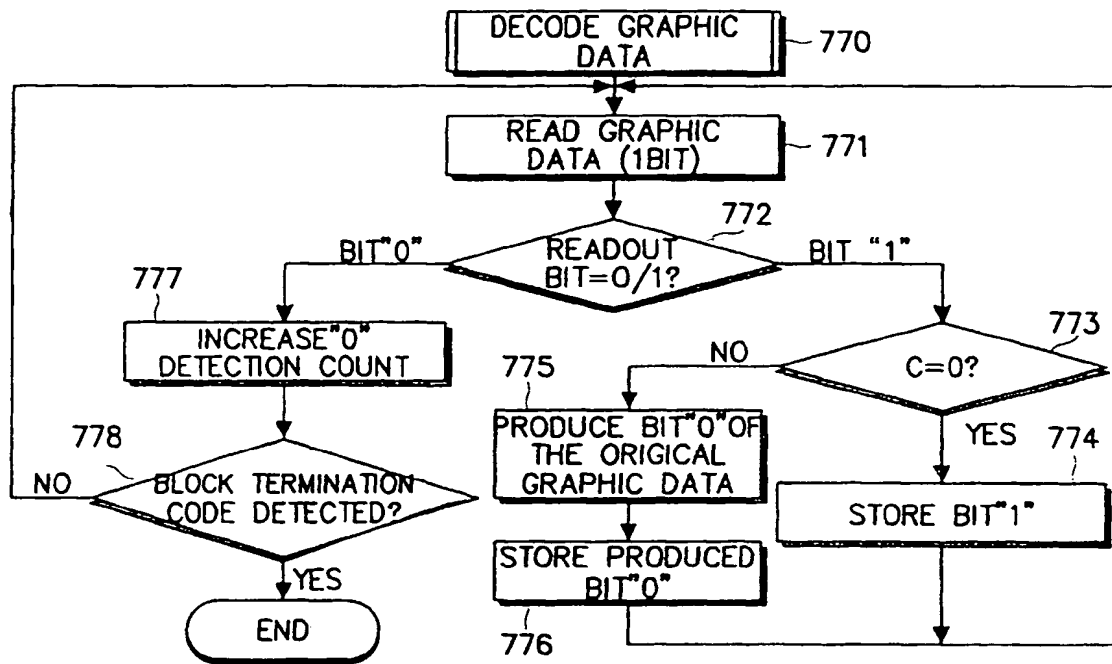 DECODE GRAPHIC
DATA
770
READ GRAPHIC
DATA (1BIT)
771
772
READOUT
BIT=0/1?
BIT"0"
BIT "1"
777
INCREASE"0"
DETECTION COUNT
773
C=0?
NO
YES
775
PRODUCE BIT"0"OF
THE ORIGICAL
GRAPHIC DATA
774
STORE BIT"1"
778
BLOCK TERMINATION
CODE DETECTED?
NO
YES
STORE PRODUCED
BIT"0"
776
END